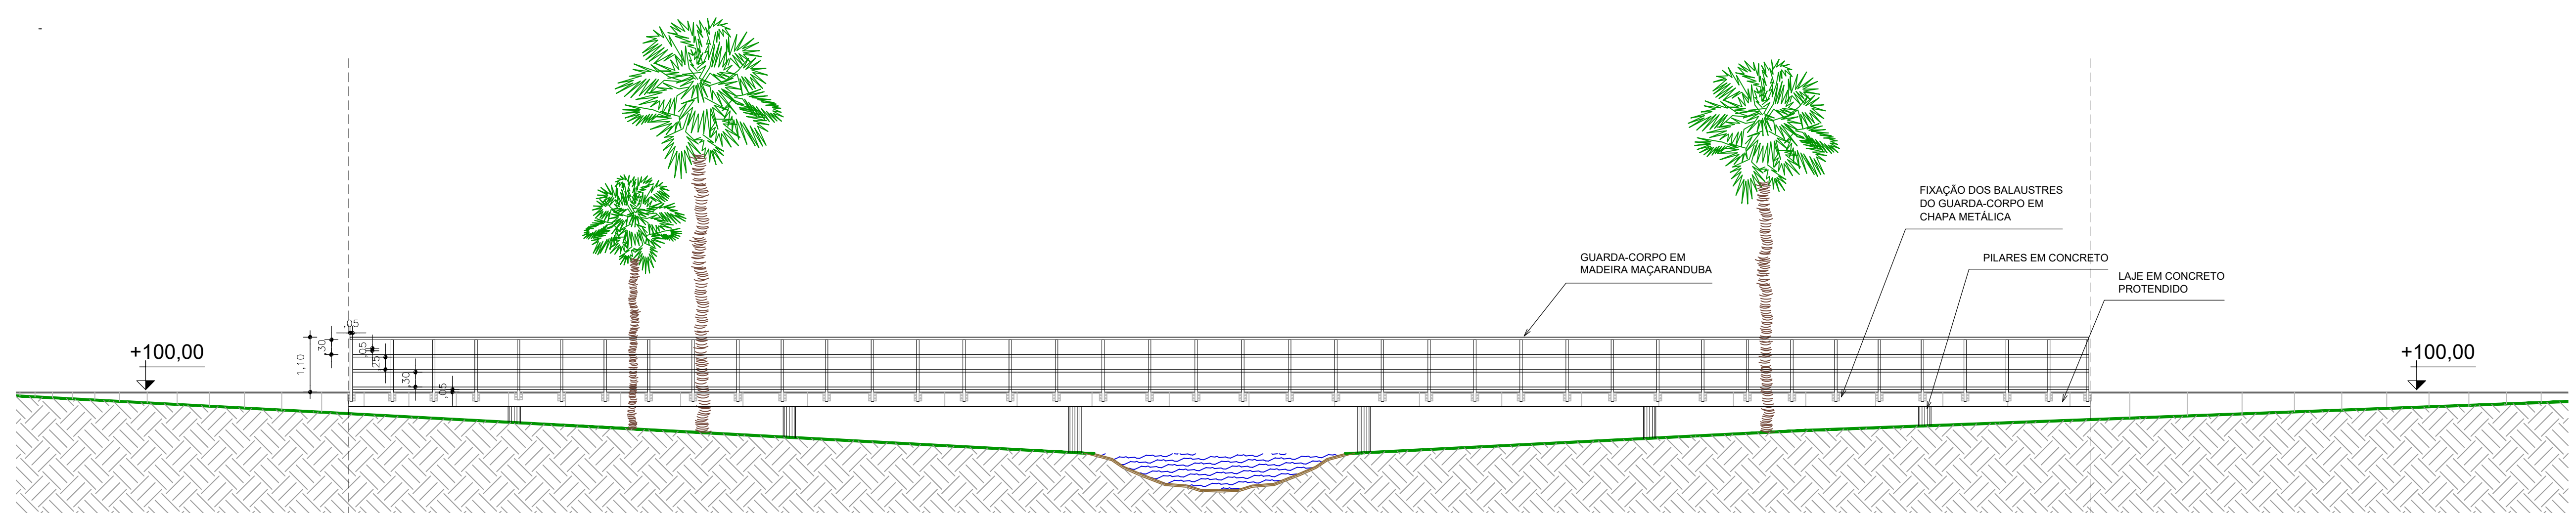 FIXAÇÃO DOS BALAUSTRES
DO GUARDA-CORPO EM
CHAPA METÁLICA
GUARDA-CORPO EM
MADEIRA MAÇARANDUBA
PILARES EM CONCRETO
LAJE EM CONCRETO
PROTENDIDO
+100,00
+100,00
,05
1,10
,30
,05
,25
,30
,05